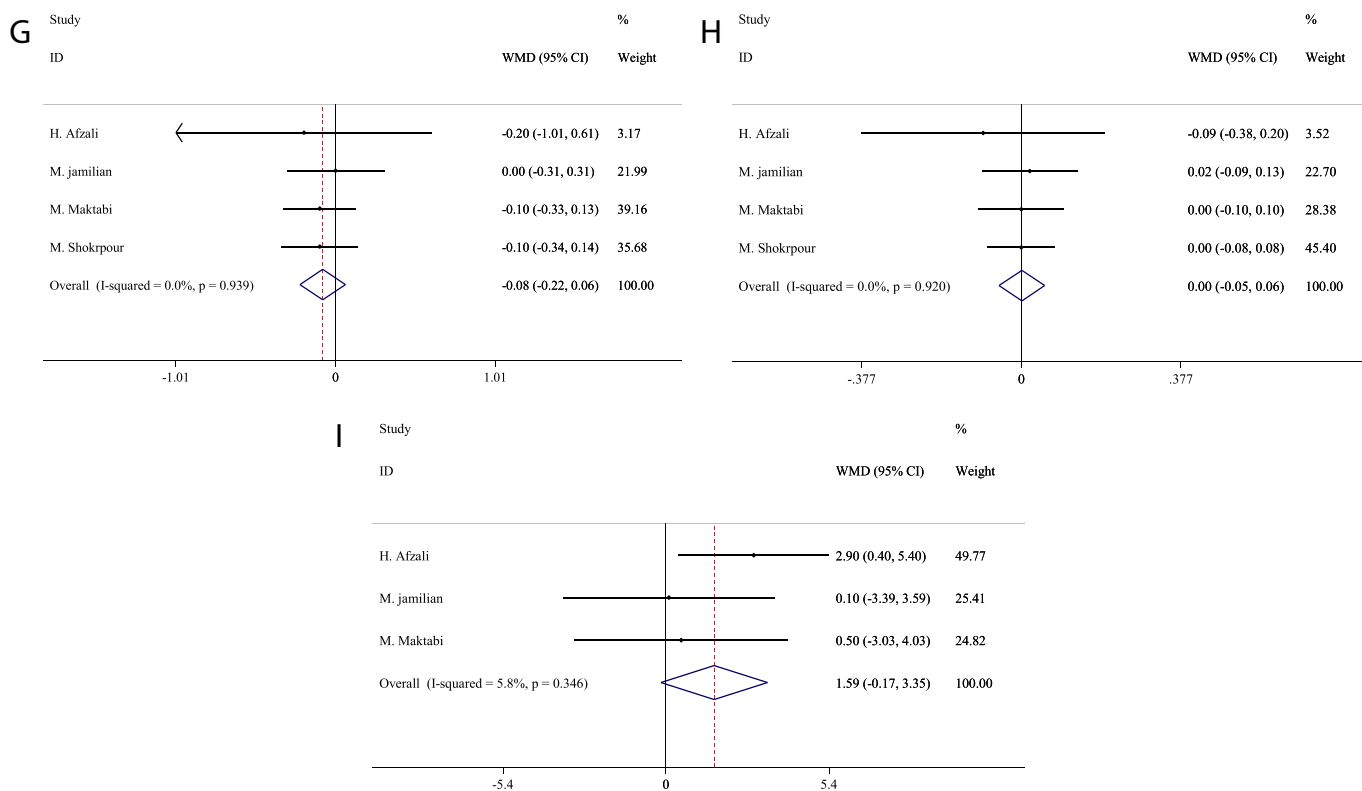 G
Study %
ID WMD (95% CI) Weight
H. Afzali -0.20 (-1.01, 0.61) 3.17
M. jamilian 0.00 (-0.31, 0.31) 21.99
M. Maktabi -0.10 (-0.33, 0.13) 39.16
M. Shokrpour -0.10 (-0.34, 0.14) 35.68
Overall (I-squared = 0.0%, p = 0.939) -0.08 (-0.22, 0.06) 100.00
-1.01 0 1.01
H
Study %
ID WMD (95% CI) Weight
H. Afzali -0.09 (-0.38, 0.20) 3.52
M. jamilian 0.02 (-0.09, 0.13) 22.70
M. Maktabi 0.00 (-0.10, 0.10) 28.38
M. Shokrpour 0.00 (-0.08, 0.08) 45.40
Overall (I-squared = 0.0%, p = 0.920) 0.00 (-0.05, 0.06) 100.00
-.377 0 .377
I
Study %
ID WMD (95% CI) Weight
H. Afzali 2.90 (0.40, 5.40) 49.77
M. jamilian 0.10 (-3.39, 3.59) 25.41
M. Maktabi 0.50 (-3.03, 4.03) 24.82
Overall (I-squared = 5.8%, p = 0.346) 1.59 (-0.17, 3.35) 100.00
-5.4 0 5.4